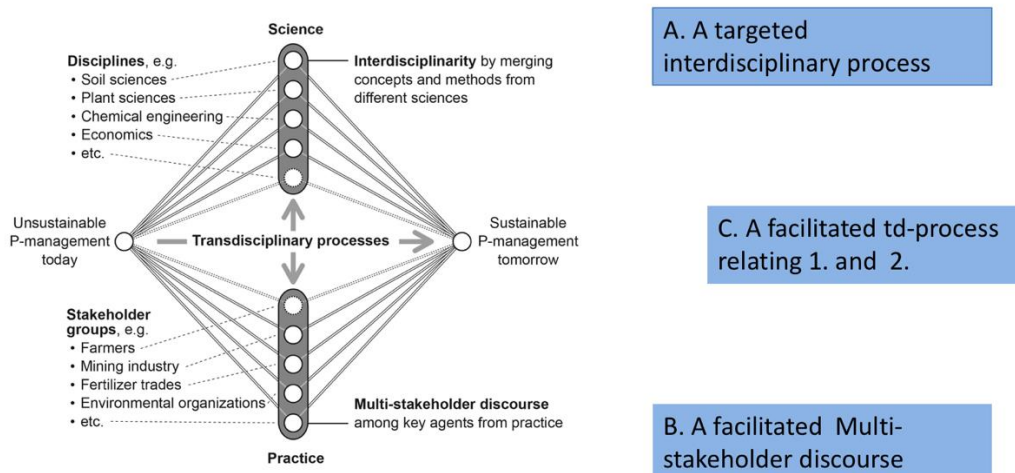 Science
Disciplines, e.g.
• Soil sciences
• Plant sciences
• Chemical engineering
• Economics
• etc.
Interdisciplinarity by merging
concepts and methods from
different sciences
Unsustainable
P-management
today
Transdisciplinary processes
Sustainable
P-management
tomorrow
Stakeholder
groups, e.g.
• Farmers
• Mining industry
• Fertilizer trades
• Environmental organizations
• etc.
Multi-stakeholder discourse
among key agents from practice
Practice
A. A targeted
interdisciplinary process
C. A facilitated td-process
relating 1. and 2.
B. A facilitated Multi-
stakeholder discourse